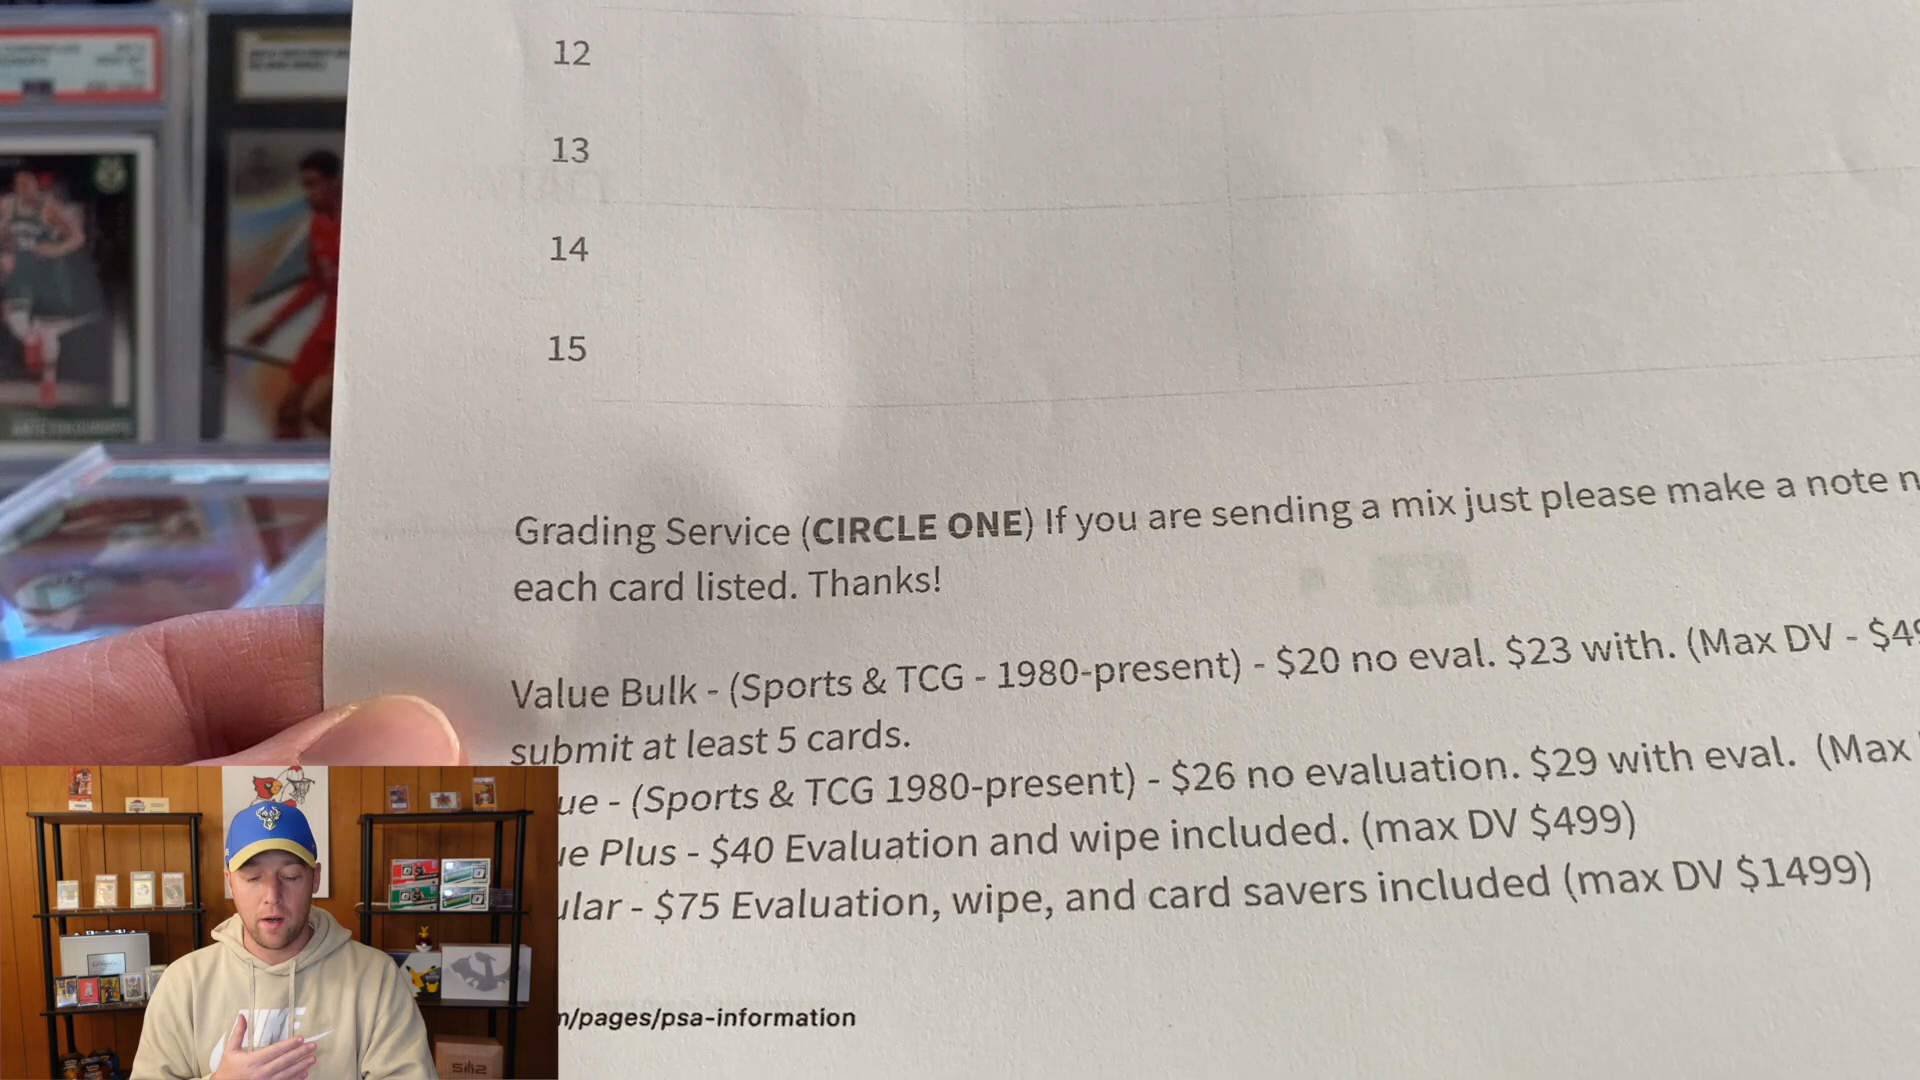 12
13
14
15
Grading Service (CIRCLE ONE) If you are sending a mix just please make a note n
each card listed. Thanks!
Value Bulk - (Sports & TCG - 1980-present) - $20 no eval. $23 with. (Max DV - $49
submit at least 5 cards.
ue - (Sports & TCG 1980-present) - $26 no evaluation. $29 with eval. (Max
ue Plus - $40 Evaluation and wipe included. (max DV $499)
ular - $75 Evaluation, wipe, and card savers included (max DV $1499)
m/pages/psa-information
NIKE